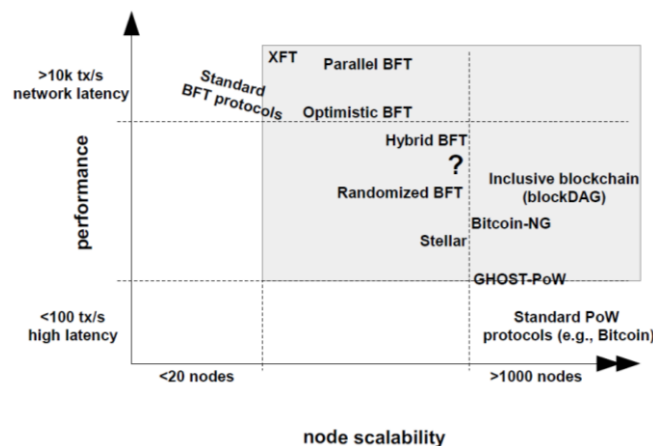 XFT
Parallel BFT
>10k tx/s
network latency
Standard
BFT protocols
Optimistic BFT
Hybrid BFT
?
Inclusive blockchain
(blockDAG)
Randomized BFT
performance
Bitcoin-NG
Stellar
GHOST-PoW
<100 tx/s
high latency
Standard PoW
protocols (e.g., Bitcoin)
<20 nodes
>1000 nodes
node scalability